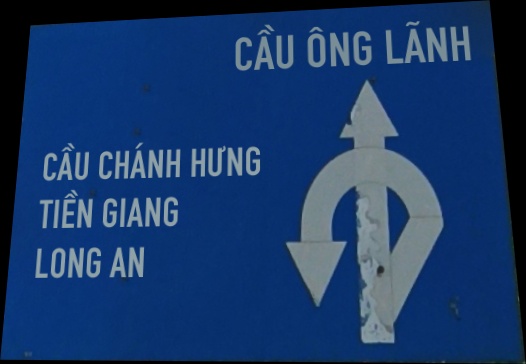 CẦU ÔNG LÃNH
CẦU CHÁNH HƯNG
TIỀN GIANG
LONG AN